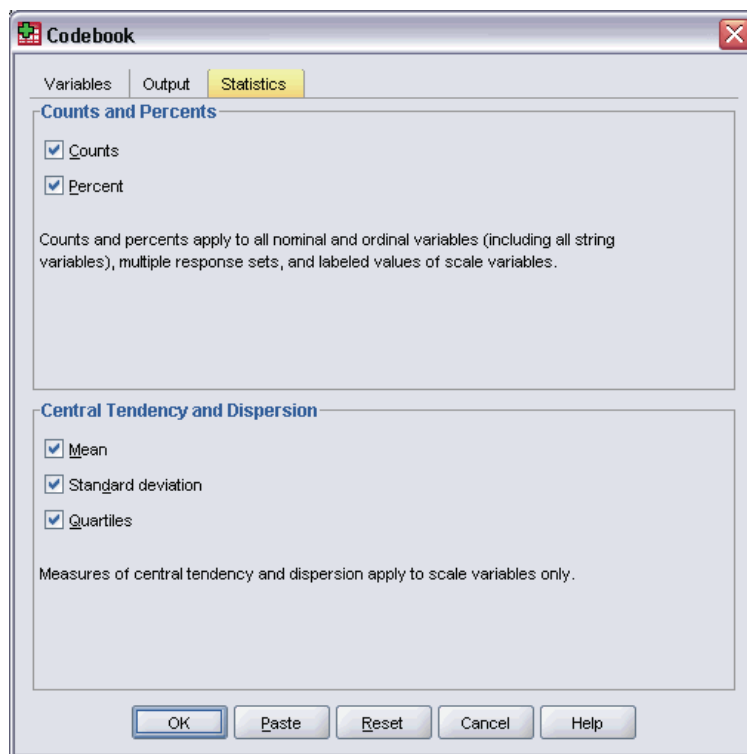 Codebook
Variables
Output
Statistics
Counts and Percents
Counts
Percent
Counts and percents apply to all nominal and ordinal variables (including all string
variables), multiple response sets, and labeled values of scale variables.
Central Tendency and Dispersion
Mean
Standard deviation
Quartiles
Measures of central tendency and dispersion apply to scale variables only.
OK
Paste
Reset
Cancel
Help